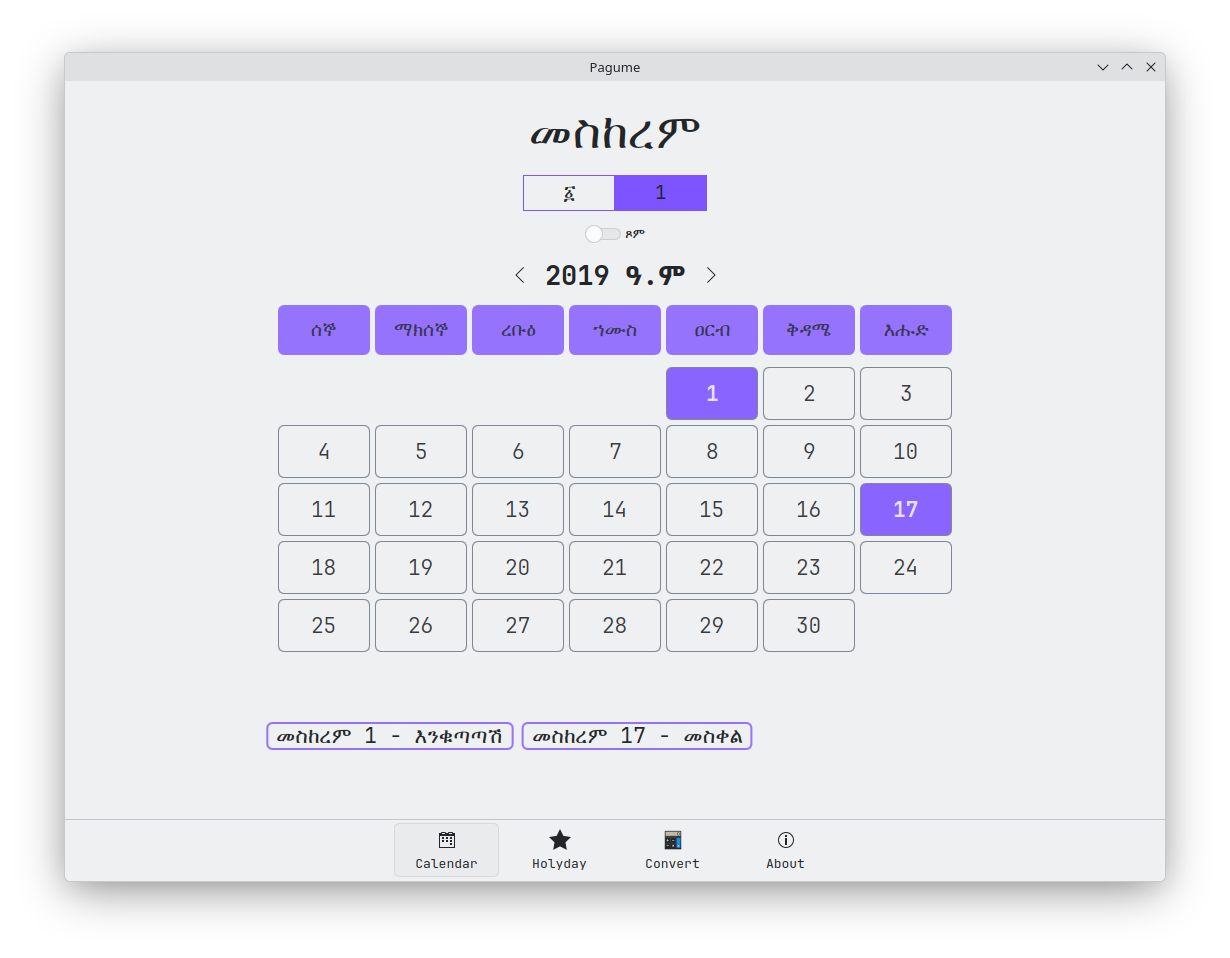 Pagume
መስከረም
፩ 1
ጾም
2019 ዓ.ም
ሰኞ ማክሰኞ ረቡዕ ኀሙስ ዐርብ ቅዳሜ እሑድ
1 2 3
4 5 6 7 8 9 10
11 12 13 14 15 16 17
18 19 20 21 22 23 24
25 26 27 28 29 30
መስከረም 1 - እንቁጣጣሽ መስከረም 17 - መስቀል
Calendar Holyday Convert About